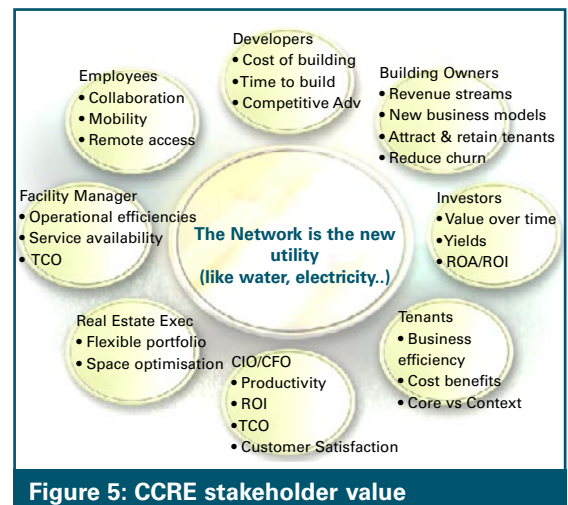 Developers
• Cost of building
•Time to build
• Competitive Adv
Employees
• Collaboration
• Mobility
• Remote access
Building Owners
• Revenue streams
• New business models
• Attract & retain tenants
• Reduce churn
Facility Manager
• Operational efficiencies
• Service availability
• TCO
The Network is the new
utility
(like water, electricity..)
Investors
•Value over time
•Yields
• ROA/ROI
Real Estate Exec
• Flexible portfolio
• Space optimisation
CIO/CFO
• Productivity
• ROI
•TCO
• Customer Satisfaction
Tenants
• Business
efficiency
• Cost benefits
• Core vs Context
Figure 5: CCRE stakeholder value